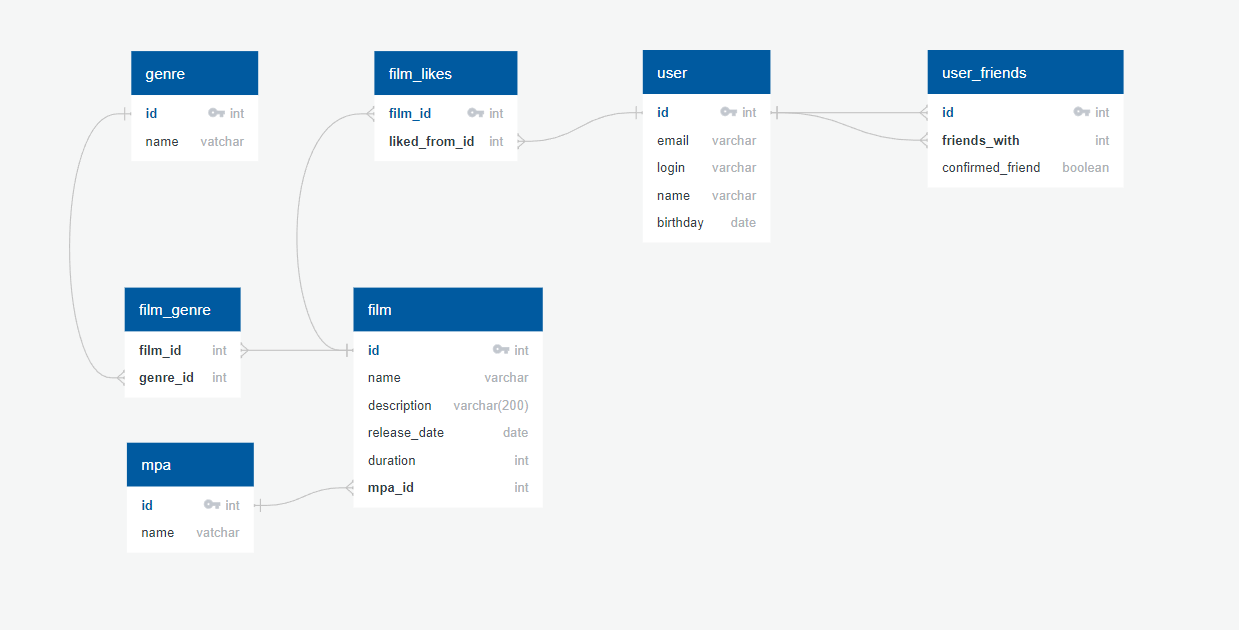 genre
id int
name vatchar
film_likes
film_id int
liked_from_id int
user
id int
email varchar
login varchar
name varchar
birthday date
user_friends
id int
friends_with int
confirmed_friend boolean
film_genre
film_id int
genre_id int
film
id int
name varchar
description varchar(200)
release_date date
duration int
mpa_id int
mpa
id int
name vatchar